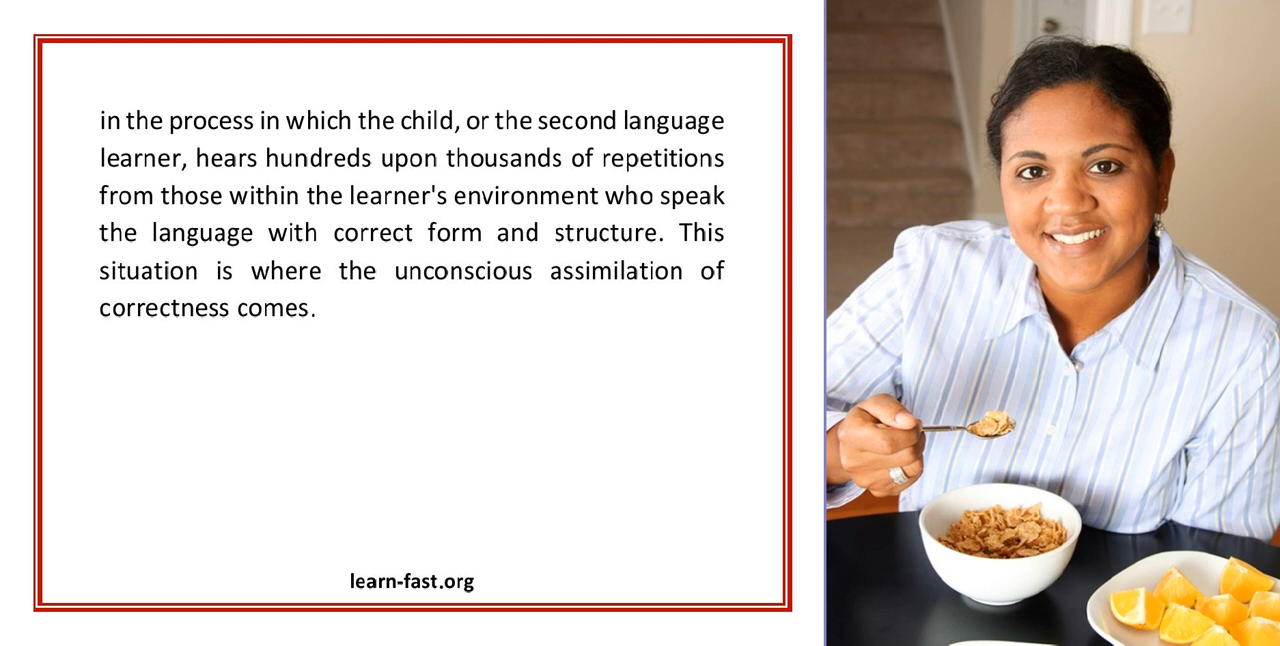 in the process in which the child, or the second language
learner, hears hundreds upon thousands of repetitions
from those within the learner's environment who speak
the language with correct form and structure. This
situation is where the unconscious assimilation of
correctness comes.
learn-fast.org